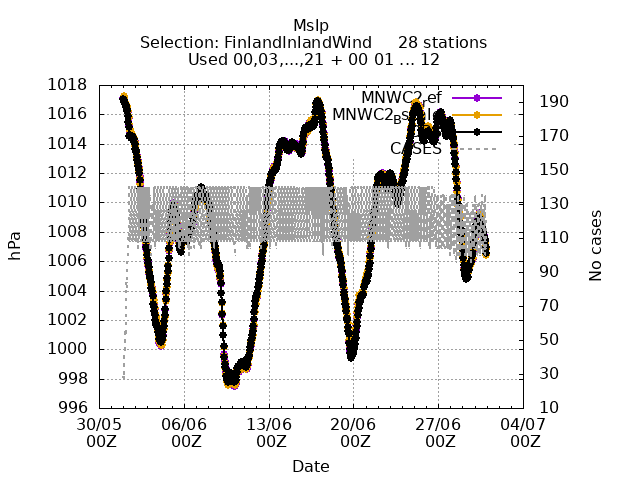 Mslp
Selection: FinlandInlandWind 28 stations
Used 00,03,...,21 + 00 01 ... 12
1018
1016
1014
1012
1010
1008
1006
1004
1002
1000
998
996
hPa
190
170
150
130
110
90
70
50
30
10
No cases
CASES
30/05 06/06 13/06 20/06 27/06 04/07
00Z 00Z 00Z 00Z 00Z 00Z
Date